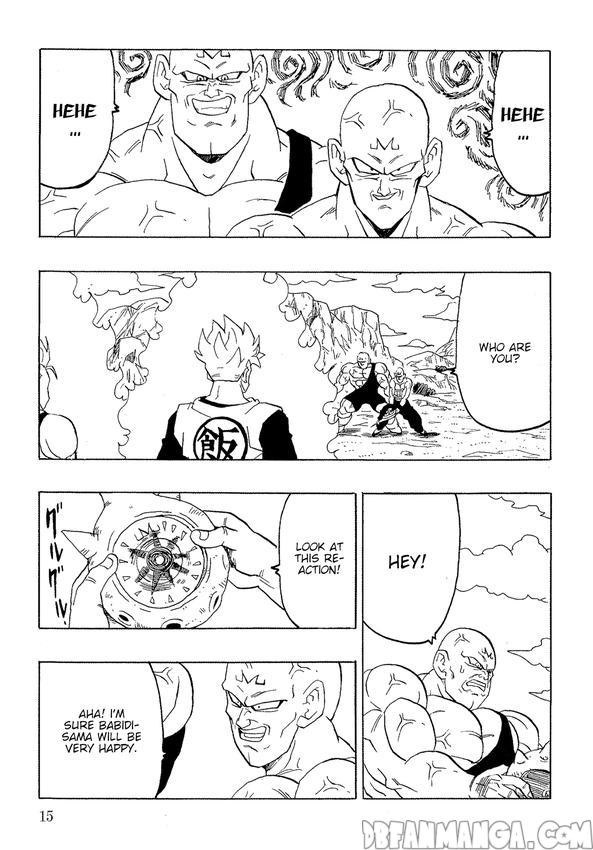 HEHE
...
HEHE
...
WHO ARE
YOU?
HEY!
LOOK AT
THIS RE-
ACTION!
グルグル
飯
AHA! I'M
SURE BABIDI-
SAMA WILL
BE VERY
HAPPY.
M
M
15
DBFANMANGA.COM